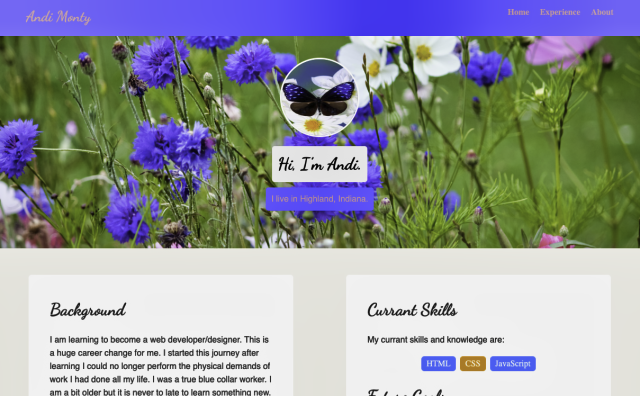 Andi Monty
Home Experience About
Hi, I'm Andi.
I live in Highland, Indiana.
Background
I am learning to become a web developer/designer. This is
a huge career change for me. I started this journey after
learning I could no longer perform the physical demands of
work I had done all my life. I was a true blue collar worker. I
am a bit older but it is never to late to learn something new.
Currant Skills
My currant skills and knowledge are:
HTML CSS JavaScript